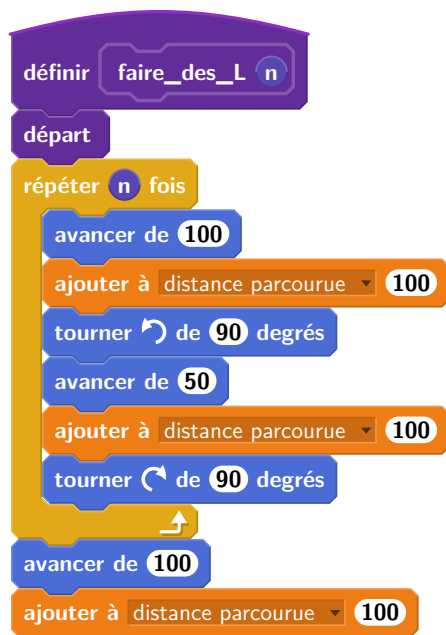 définir faire_des_L n
départ
répéter n fois
avancer de 100
ajouter à distance parcourue 100
tourner de 90 degrés
avancer de 50
ajouter à distance parcourue 100
tourner de 90 degrés
avancer de 100
ajouter à distance parcourue 100